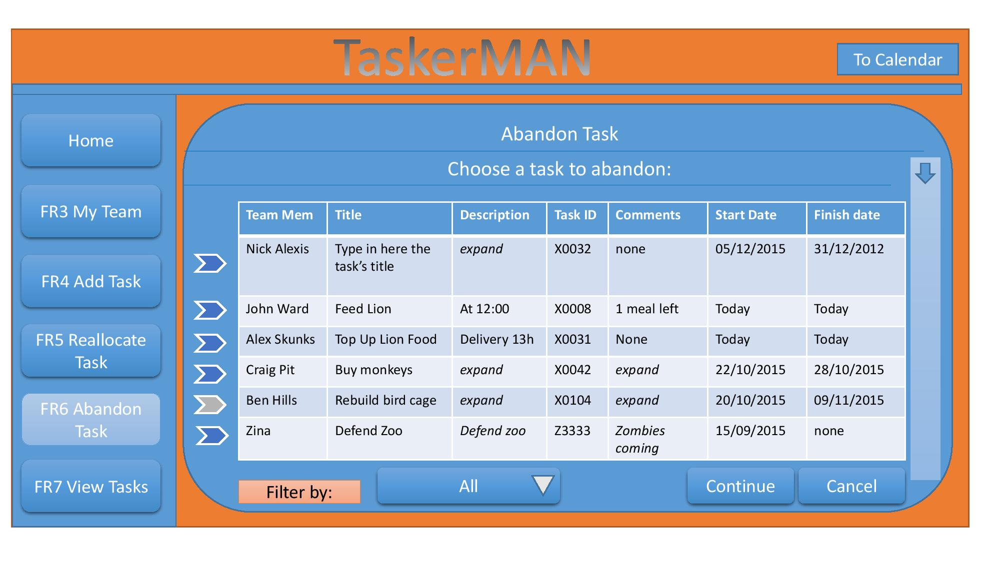 TaskerMAN
To Calendar
Home
FR3 My Team
FR4 Add Task
FR5 Reallocate
Task
FR6 Abandon
Task
FR7 View Tasks
Abandon Task
Choose a task to abandon:
Team Mem Title Description Task ID Comments Start Date Finish date
Nick Alexis Type in here the expand X0032 none 05/12/2015 31/12/2012
task’s title
John Ward Feed Lion At 12:00 X0008 1 meal left Today Today
Alex Skunks Top Up Lion Food Delivery 13h X0031 None Today Today
Craig Pit Buy monkeys expand X0042 expand 22/10/2015 28/10/2015
Ben Hills Rebuild bird cage expand X0104 expand 20/10/2015 09/11/2015
Zina Defend Zoo Defend zoo Z3333 Zombies 15/09/2015 none
coming
Filter by: All Continue Cancel